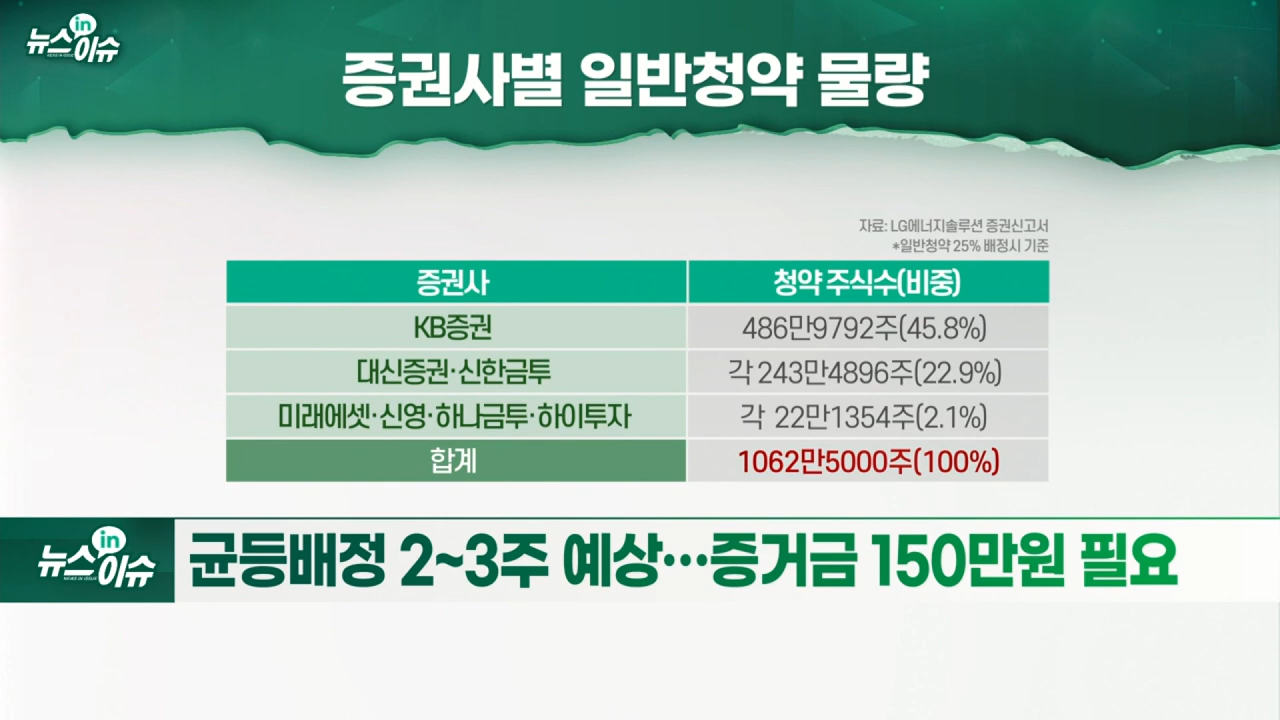 뉴스in이슈
증권사별 일반청약 물량
자료: LG에너지솔루션 증권신고서
*일반청약 25% 배정시 기준
증권사 청약 주식수(비중)
KB증권 486만9792주(45.8%)
대신증권·신한금투 각 243만4896주(22.9%)
미래에셋·신영·하나금투·하이투자 각 22만1354주(2.1%)
합계 1062만5000주(100%)
뉴스in이슈
NEWS IN ISSUE
균등배정 2~3주 예상…증거금 150만원 필요